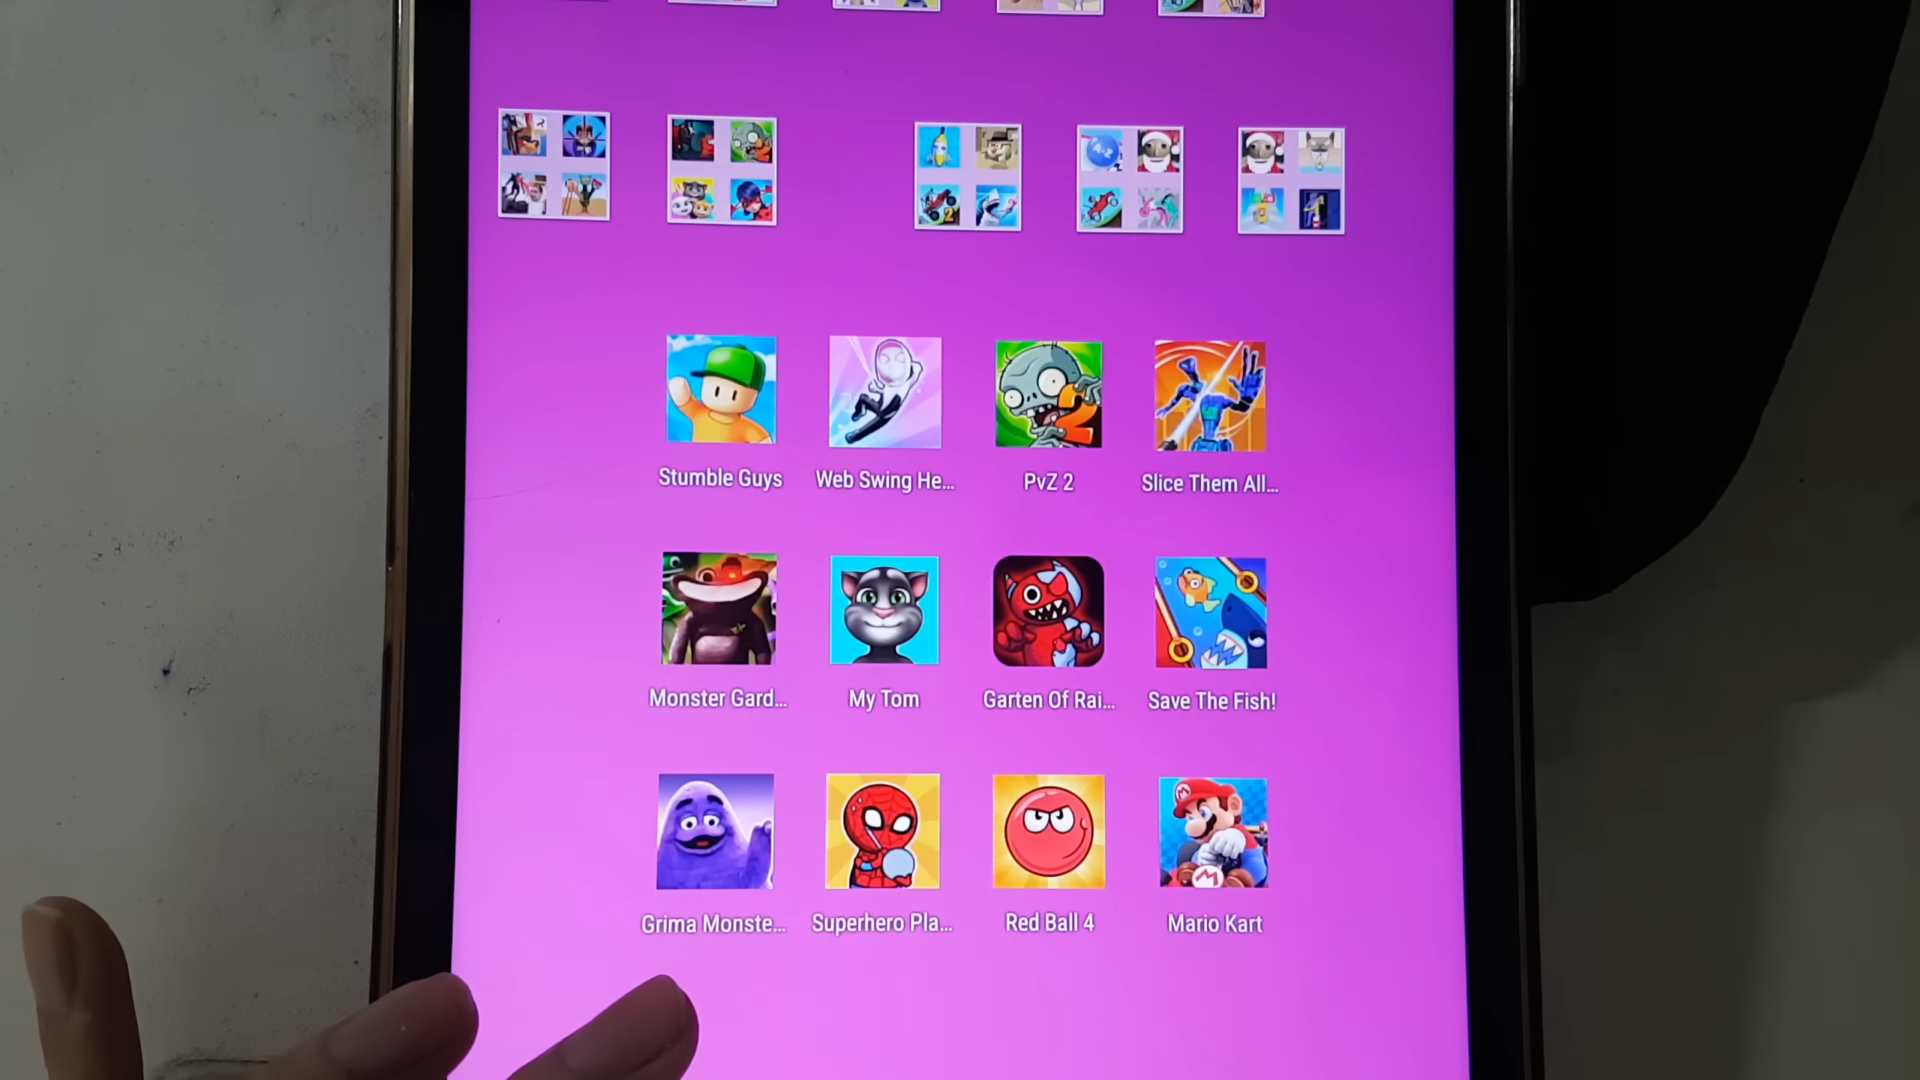 A-Z
2
Stumble Guys
Web Swing He...
PvZ 2
Slice Them All...
Monster Gard...
My Tom
Garten Of Rai...
Save The Fish!
Grima Monste...
Superhero Pla...
Red Ball 4
Mario Kart